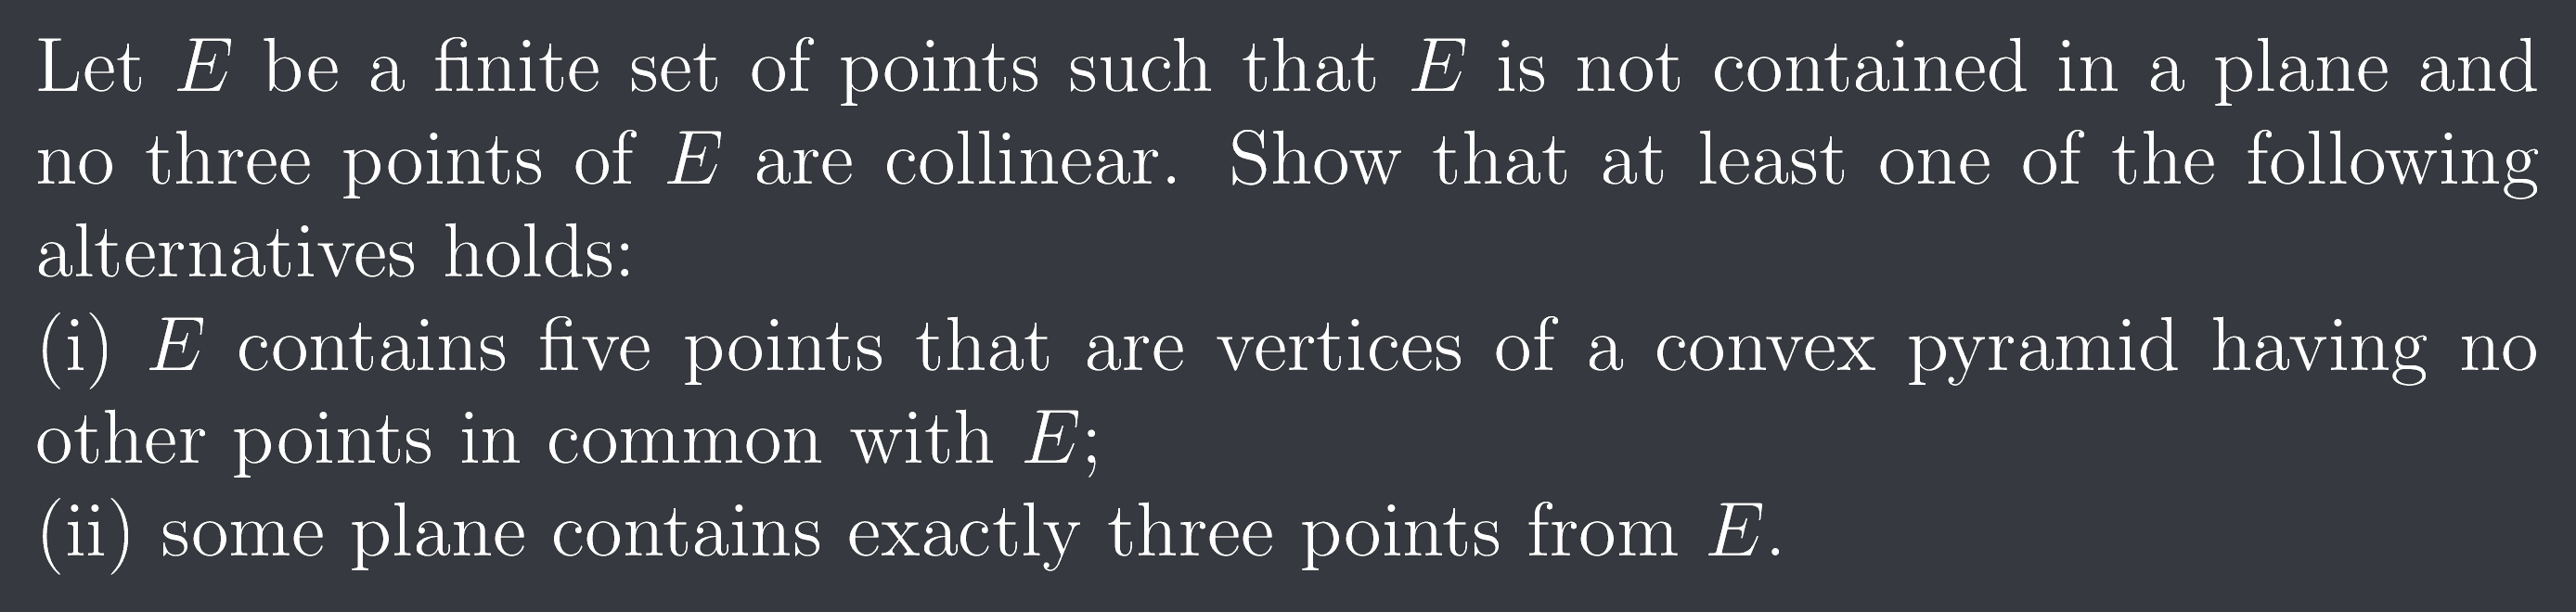 Let E be a finite set of points such that E is not contained in a plane and
no three points of E are collinear. Show that at least one of the following
alternatives holds:
(i) E contains five points that are vertices of a convex pyramid having no
other points in common with E;
(ii) some plane contains exactly three points from E.